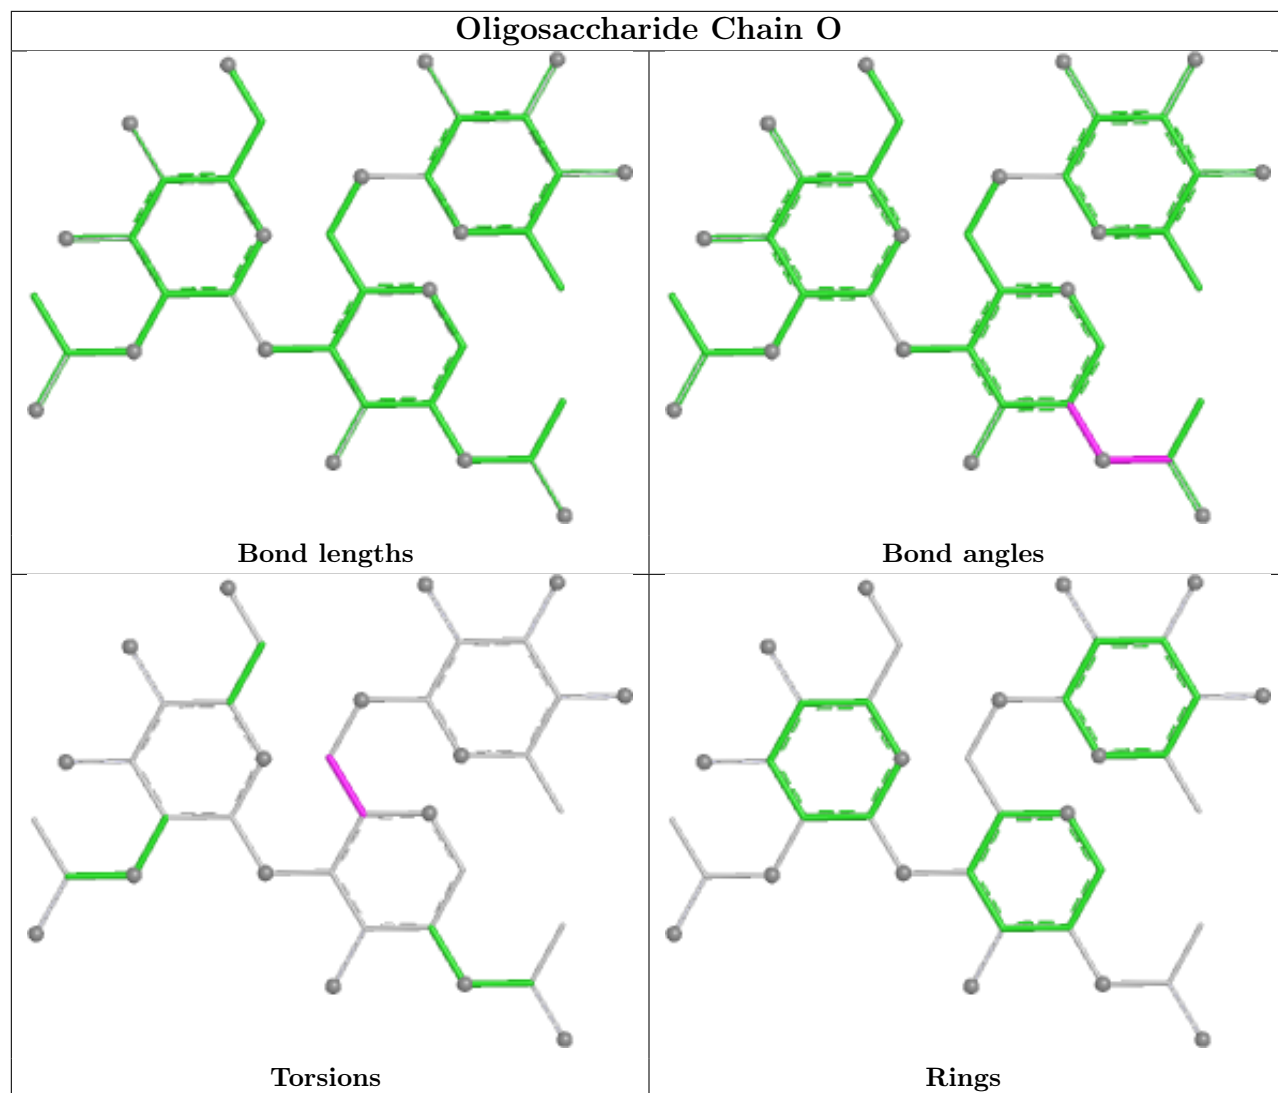 Oligosaccharide Chain O
Bond lengths
Bond angles
Torsions
Rings